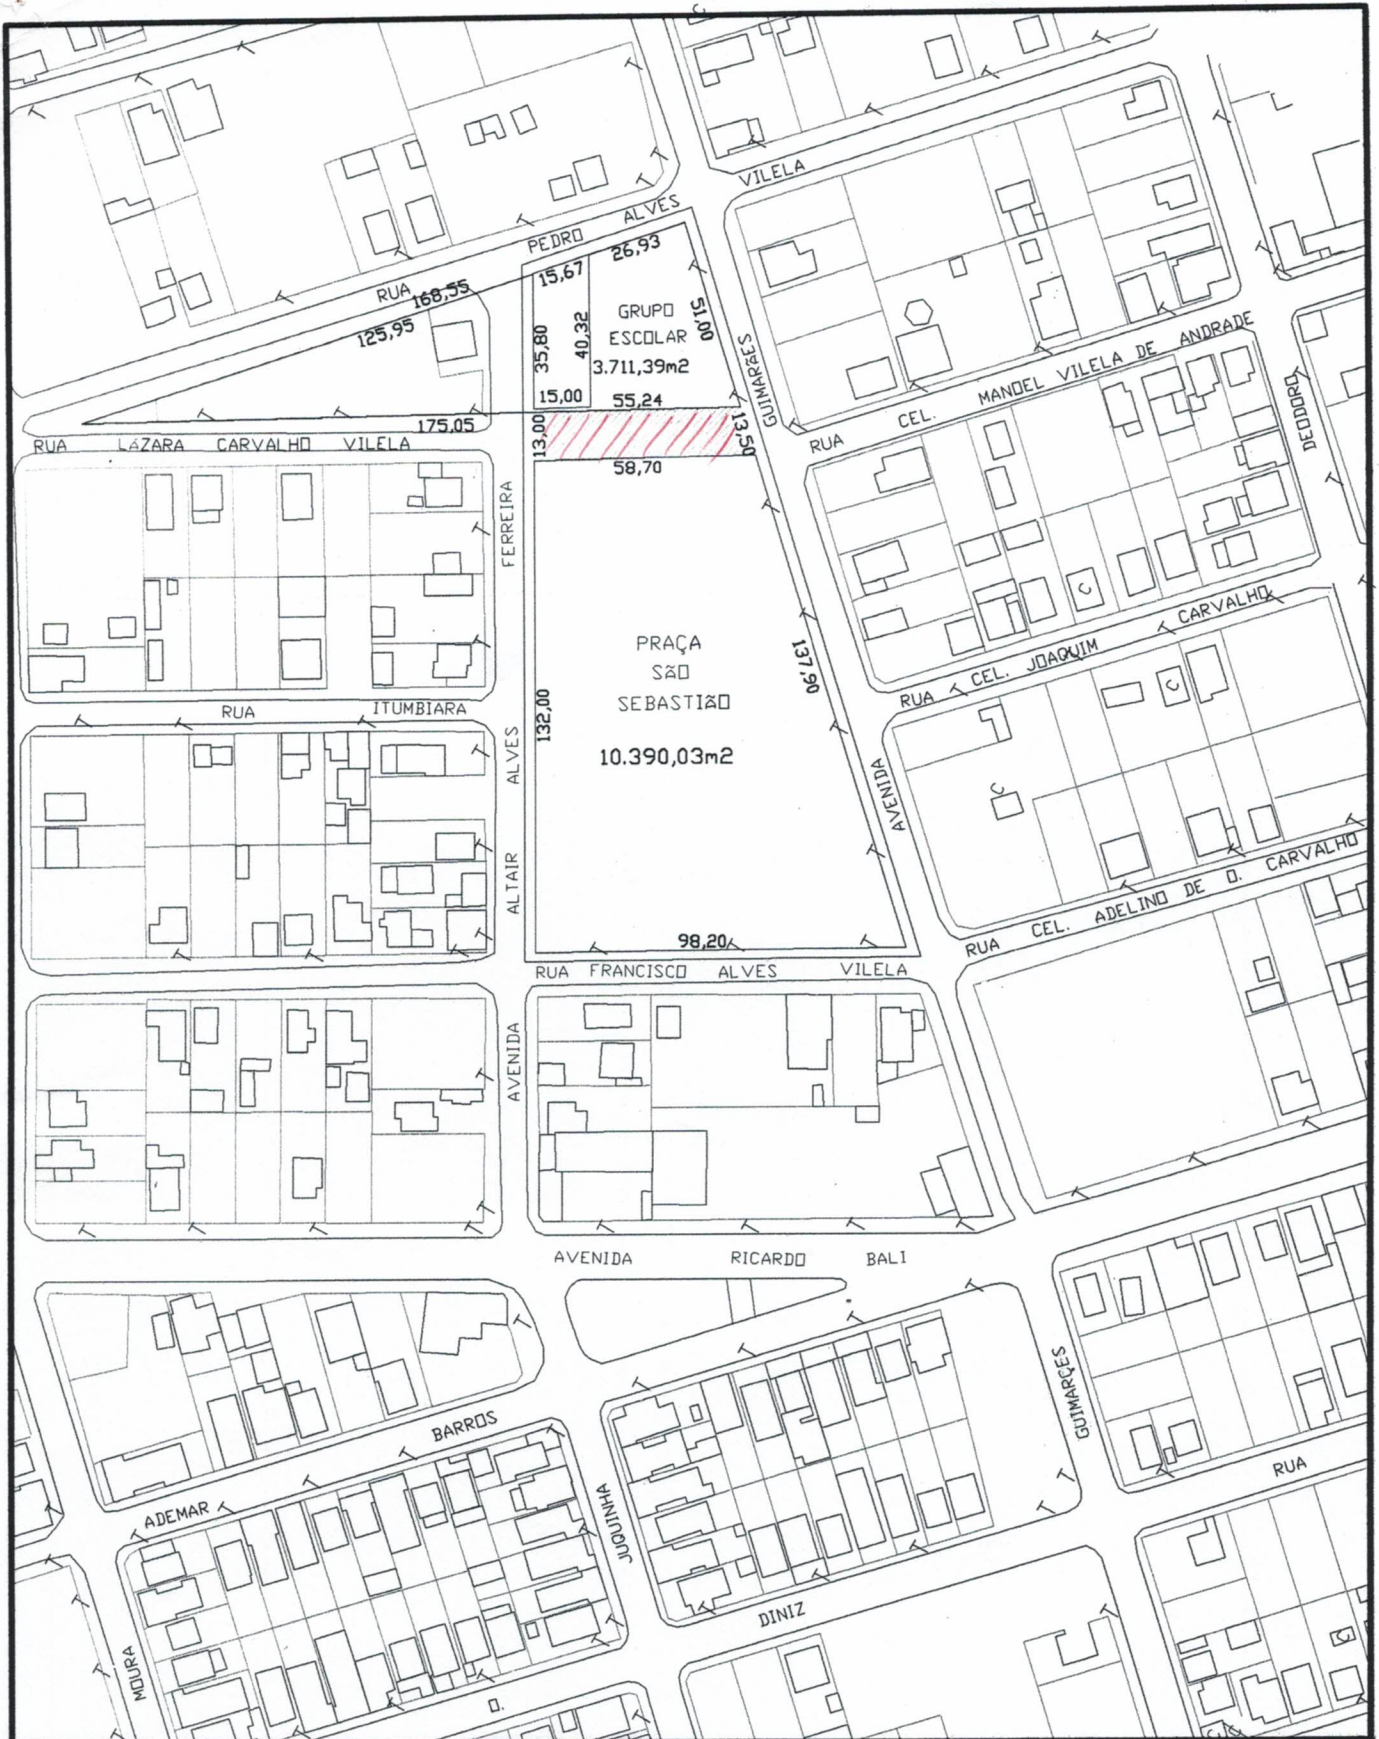 VILELA
RUA PEDRO ALVES
168,55
125,95
26,93
15,67
GRUPO
ESCOLAR
3.711,39m2
51,00
35,80
40,32
15,00
55,24
GUIMARÃES
RUA CEL. MANOEL VILELA DE ANDRADE
DEODORO
175,05
13,00
13,50
58,70
RUA LÁZARA CARVALHO VILELA
FERREIRA
PRAÇA
SãO
SEBASTIãO
10.390,03m2
132,00
137,90
C
RUA CEL. JOAQUIM CARVALHO
C
RUA ITUMBIARA
ALVES
AVENIDA
C
ALTAIR
98,20
RUA CEL. ADELINO DE O. CARVALHO
RUA FRANCISCO ALVES VILELA
AVENIDA
AVENIDA RICARDO BALI
GUIMARÇES
BARROS
ADEMAR
JUQUINHA
RUA
DINIZ
MOURA
O.